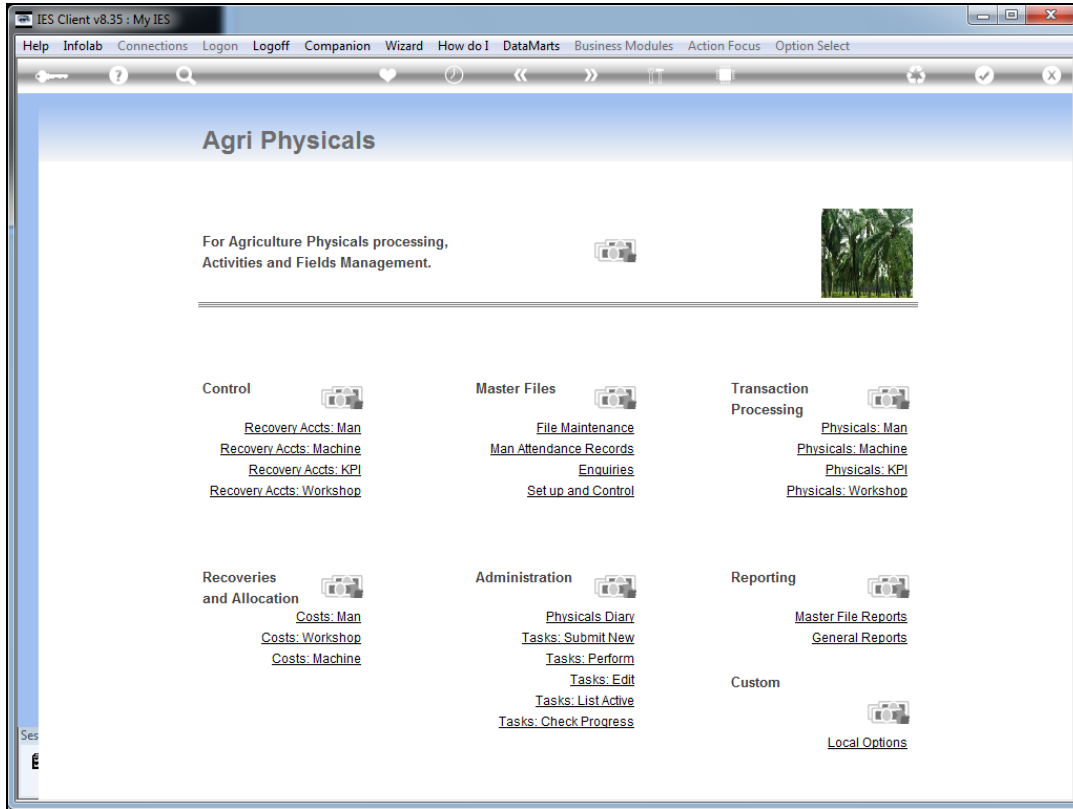 IES Client v8.35 : My IES
Help Infolab Connections Logon Logoff Companion Wizard How do I DataMarts Business Modules Action Focus Option Select
Agri Physicals
For Agriculture Physicals processing,
Activities and Fields Management.
Control
Recovery Accts: Man
Recovery Accts: Machine
Recovery Accts: KPI
Recovery Accts: Workshop
Master Files
File Maintenance
Man Attendance Records
Enquiries
Set up and Control
Transaction
Processing
Physicals: Man
Physicals: Machine
Physicals: KPI
Physicals: Workshop
Recoveries
and Allocation
Costs: Man
Costs: Workshop
Costs: Machine
Administration
Physicals Diary
Tasks: Submit New
Tasks: Perform
Tasks: Edit
Tasks: List Active
Tasks: Check Progress
Reporting
Master File Reports
General Reports
Custom
Local Options
Ses